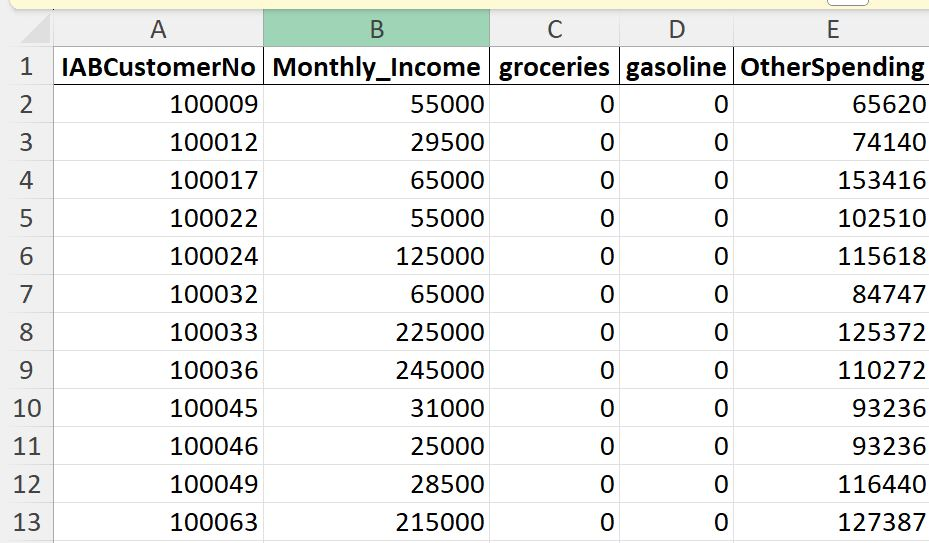 A B C D E
1 IABCustomerNo Monthly_Income groceries gasoline OtherSpending
2 100009 55000 0 0 65620
3 100012 29500 0 0 74140
4 100017 65000 0 0 153416
5 100022 55000 0 0 102510
6 100024 125000 0 0 115618
7 100032 65000 0 0 84747
8 100033 225000 0 0 125372
9 100036 245000 0 0 110272
10 100045 31000 0 0 93236
11 100046 25000 0 0 93236
12 100049 28500 0 0 116440
13 100063 215000 0 0 127387